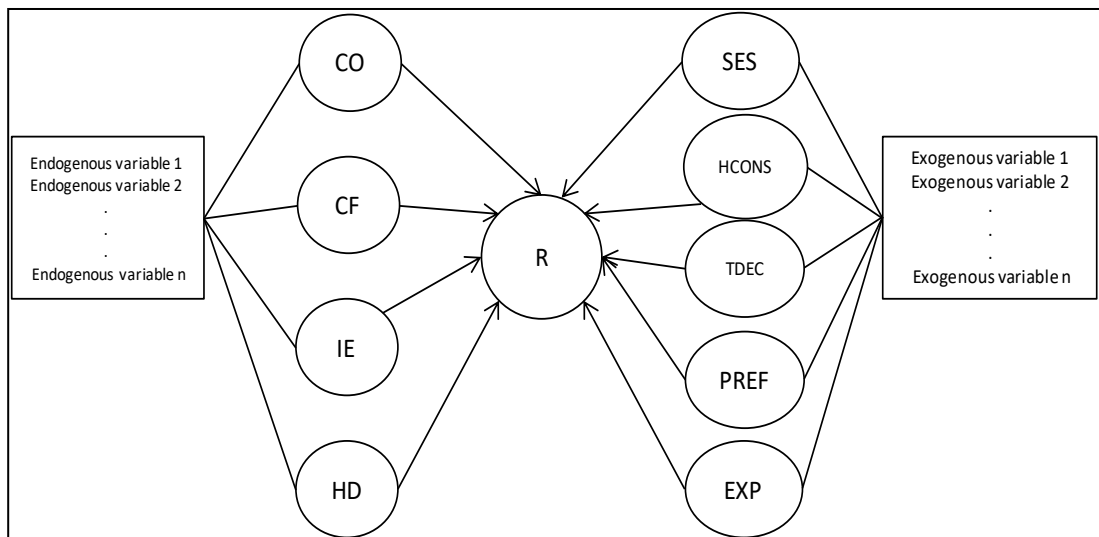 CO
CF
IE
HD
Endogenous variable 1
Endogenous variable 2
.
.
.
Endogenous variable n
R
SES
HCONS
TDEC
PREF
EXP
Exogenous variable 1
Exogenous variable 2
.
.
.
Exogenous variable n